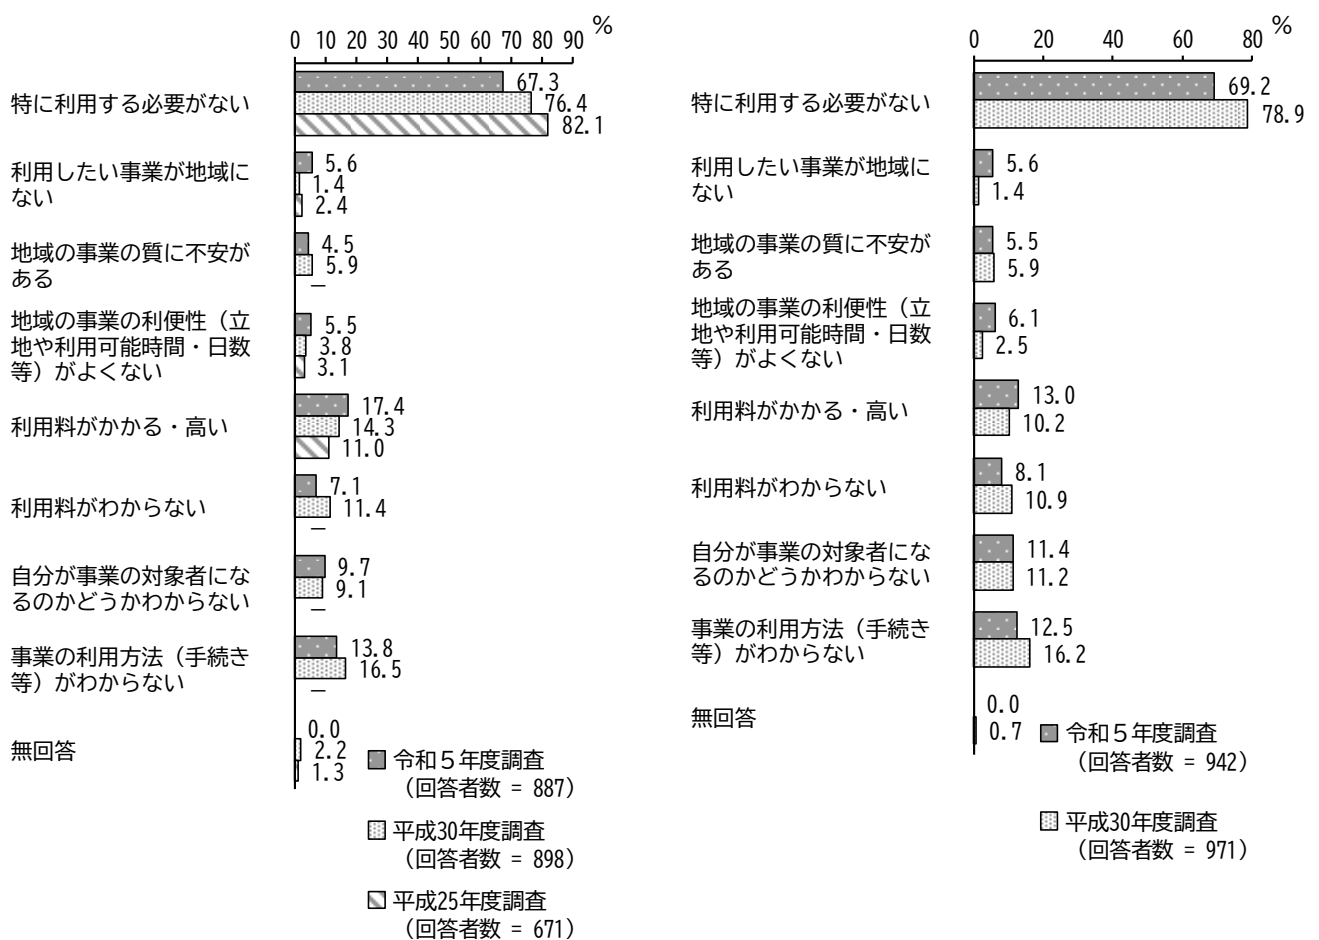 %
0 10 20 30 40 50 60 70 80 90
特に利用する必要がない
67.3
76.4
82.1
利用したい事業が地域に
ない
5.6
1.4
2.4
地域の事業の質に不安が
ある
4.5
5.9
―
地域の事業の利便性（立
地や利用可能時間・日数
等）がよくない
5.5
3.8
3.1
利用料がかかる・高い
17.4
14.3
11.0
利用料がわからない
7.1
11.4
―
自分が事業の対象者にな
るのかどうかわからない
9.7
9.1
―
事業の利用方法（手続き
等）がわからない
13.8
16.5
―
無回答
0.0
2.2
1.3
令和５年度調査
（回答者数 = 887）
平成30年度調査
（回答者数 = 898）
平成25年度調査
（回答者数 = 671）
%
0 20 40 60 80
特に利用する必要がない
69.2
78.9
利用したい事業が地域に
ない
5.6
1.4
地域の事業の質に不安が
ある
5.5
5.9
地域の事業の利便性（立
地や利用可能時間・日数
等）がよくない
6.1
2.5
利用料がかかる・高い
13.0
10.2
利用料がわからない
8.1
10.9
自分が事業の対象者にな
るのかどうかわからない
11.4
11.2
事業の利用方法（手続き
等）がわからない
12.5
16.2
無回答
0.0
0.7
令和５年度調査
（回答者数 = 942）
平成30年度調査
（回答者数 = 971）